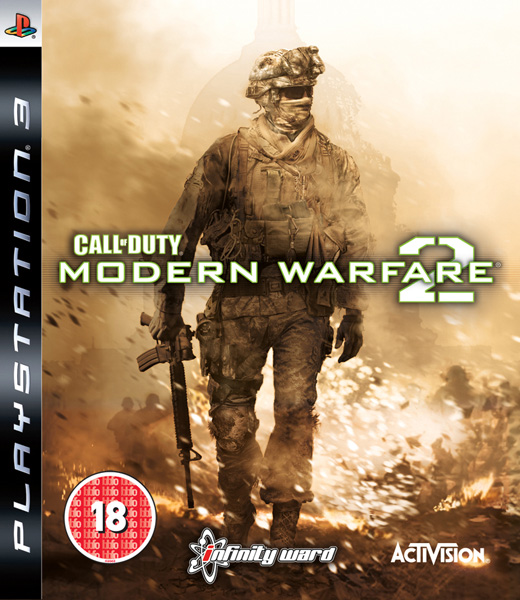 PLAYSTATION 3
CALL OF DUTY
MODERN WARFARE 2
18
infinity ward
ACTIVISION